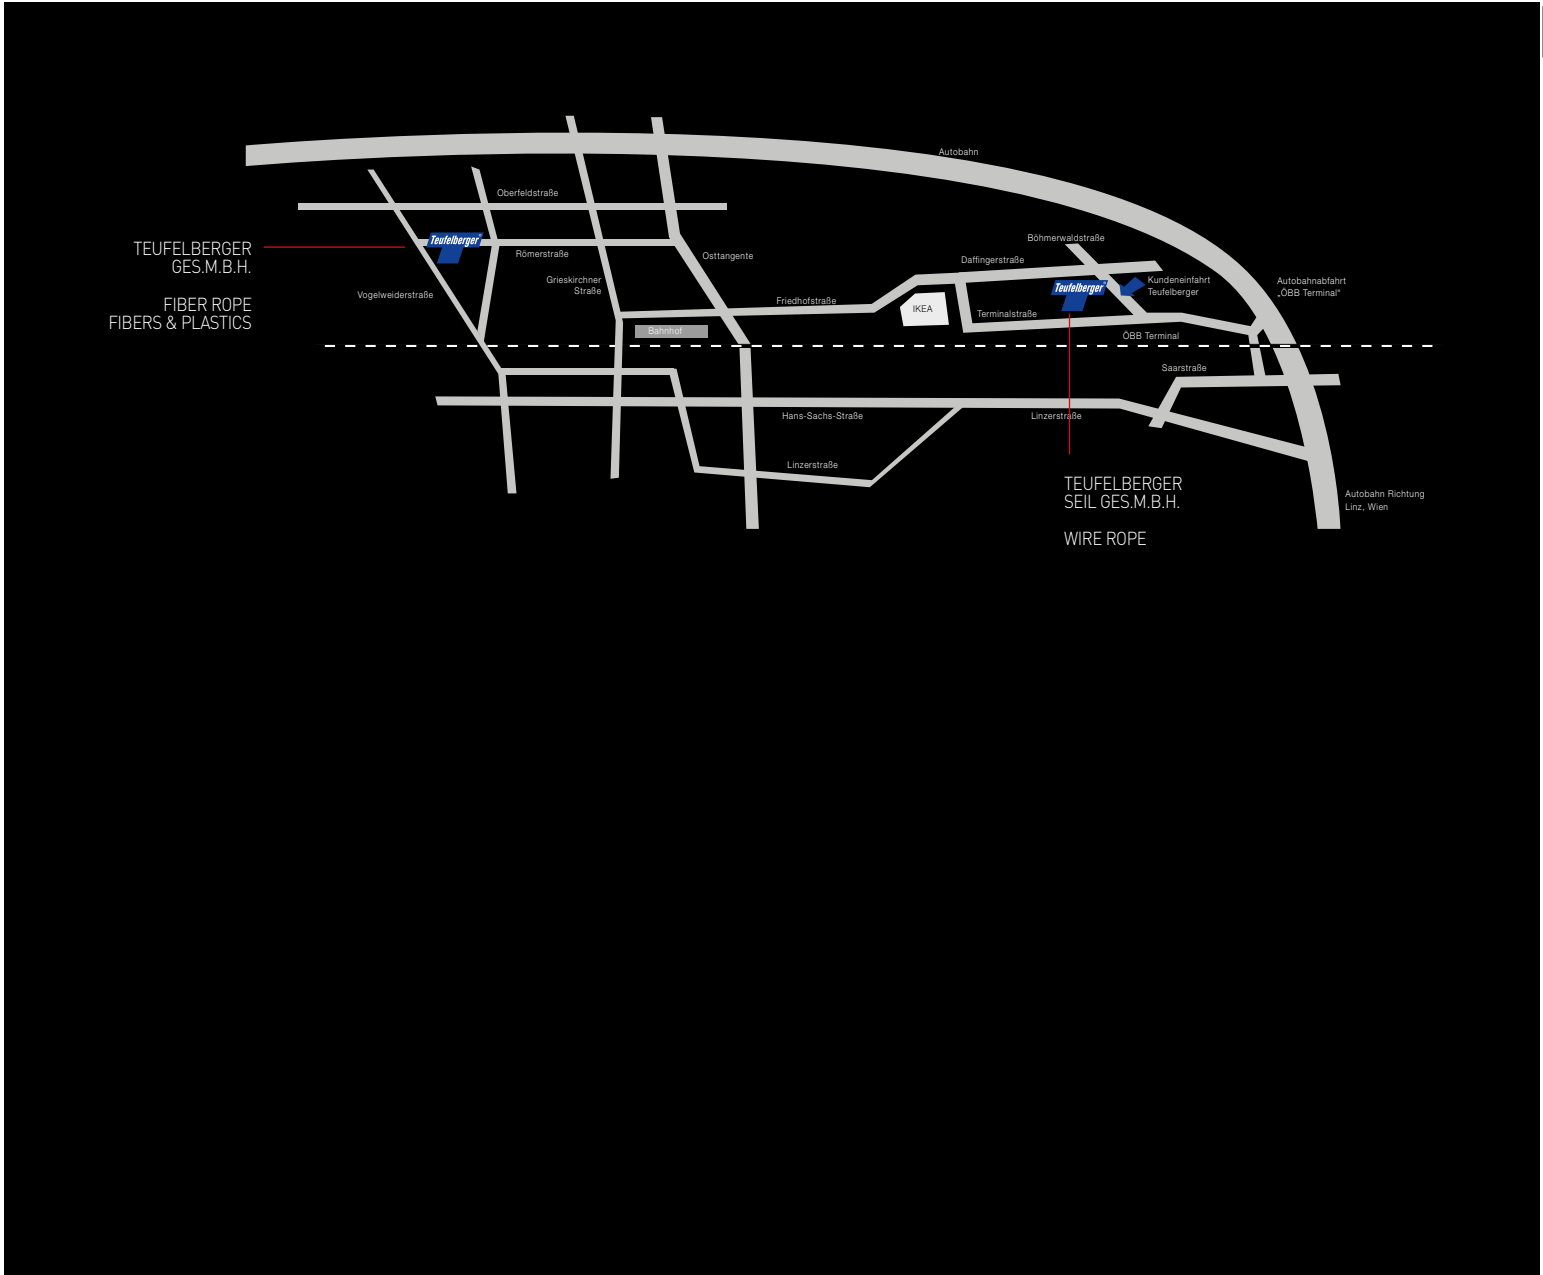 Autobahn
Oberfeldstraße
TEUFELBERGER
GES.M.B.H.
FIBER ROPE
FIBERS & PLASTICS
Teufelberger
Römerstraße
Osttangente
Vogelweiderstraße
Grieskirchner
Straße
Bahnhof
Friedhofstraße
Böhmerwaldstraße
Daffingerstraße
IKEA
Teufelberger
Kundeneinfahrt
Teufelberger
Terminalstraße
ÖBB Terminal
Autobahnabfahrt
„ÖBB Terminal“
Saarstraße
Hans-Sachs-Straße
Linzerstraße
Linzerstraße
TEUFELBERGER
SEIL GES.M.B.H.
WIRE ROPE
Autobahn Richtung
Linz, Wien